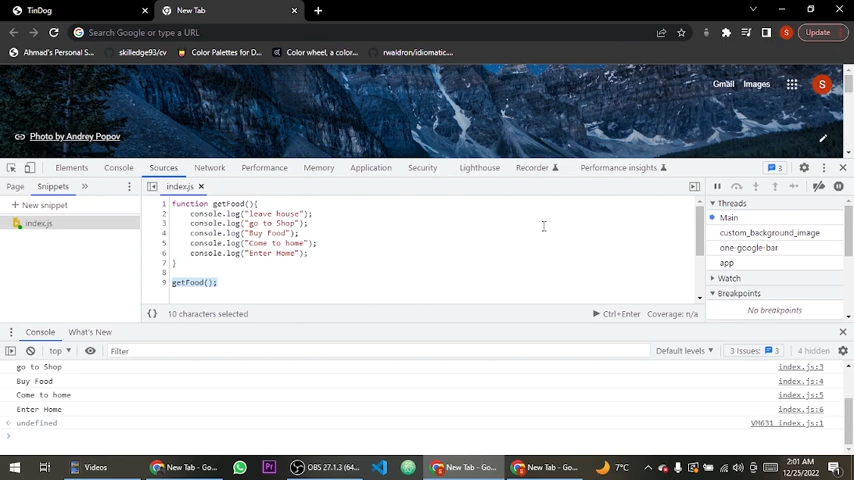 TinDog
New Tab
Search Google or type a URL
Update
Ahmad's Personal S...
skilledge93/cv
Color Palettes for D...
Color wheel, a color...
rwaldron/idiomatic...
Gmail
Images
S
Photo by Andrey Popov
Elements
Console
Sources
Network
Performance
Memory
Application
Security
Lighthouse
Recorder
Performance insights
3
Page
Snippets
index.js
+ New snippet
index.js
1 function getFood(){
2 console.log("leave house");
3 console.log("go to Shop");
4 console.log("Buy Food");
5 console.log("Come to home");
6 console.log("Enter Home");
7 }
8
9 getFood();
{ } 10 characters selected
Ctrl+Enter
Coverage: n/a
Threads
Main
custom_background_image
one-google-bar
app
Watch
Breakpoints
No breakpoints
Console
What's New
top
Filter
Default levels
3 Issues: 3
4 hidden
go to Shop index.js:3
Buy Food index.js:4
Come to home index.js:5
Enter Home index.js:6
undefined VM631 index.js:1
Videos
New Tab - Go...
OBS 27.1.3 (64...
New Tab - Go...
New Tab - Go...
7°C
2:01 AM
12/25/2022